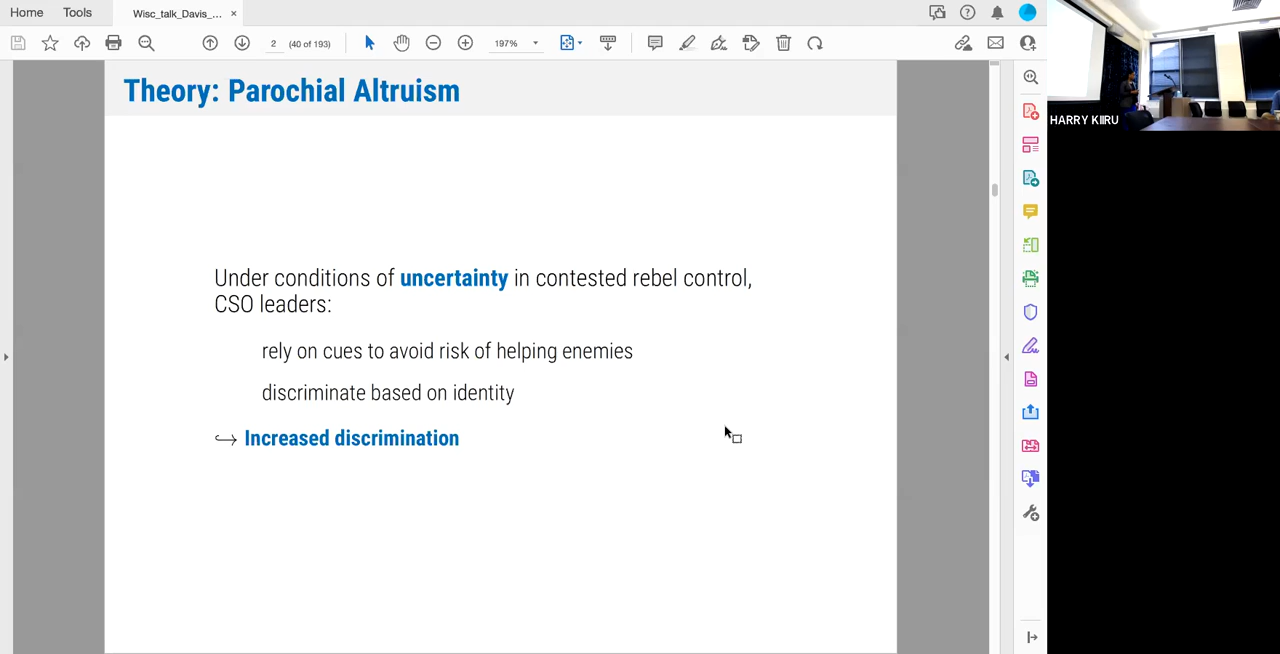 Home
Tools
Wisc_talk_Davis_...
×
2
(40 of 193)
197%
HARRY KIIRU
Theory: Parochial Altruism
Under conditions of uncertainty in contested rebel control,
CSO leaders:
rely on cues to avoid risk of helping enemies
discriminate based on identity
↪ Increased discrimination